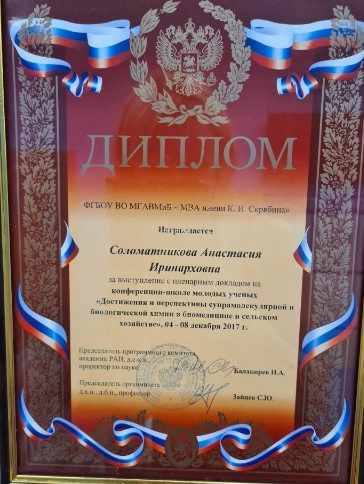 ДИПЛОМ
ФГБОУ ВО МГАВМиБ – МВА имени К. И. Скрябина»
Награждается
Соломатникова Анастасия
Иринарховна
за выступление с пленарным докладом на
конференции-школе молодых ученых
«Достижения и перспективы супрамолекулярной и
биологической химии в биомедицине и сельском
хозяйстве», 04 - 08 декабря 2017 г.
Председатель программного комитета
академик РАН, д.с-х.н.,
проректор по науке
Балакирев Н.А.
Председатель оргкомитета
д.х.н., д.б.н., профессор
Зайцев С.Ю.